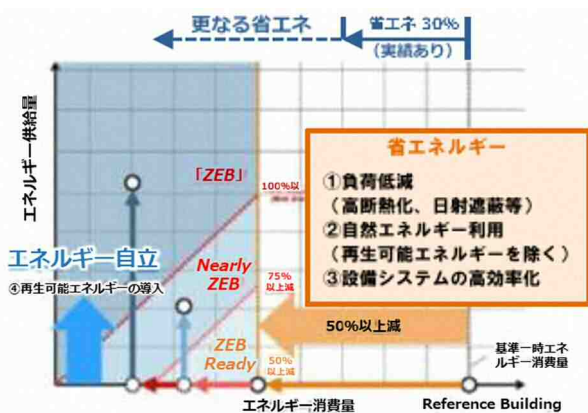 更なる省エネ
省エネ 30%
(実績あり)
エネルギー供給量
「ZEB」
100%以
省エネルギー
①負荷低減
(高断熱化、日射遮蔽等)
②自然エネルギー利用
(再生可能エネルギーを除く)
③設備システムの高効率化
エネルギー自立
④再生可能エネルギーの導入
Nearly
ZEB
75%
以上減
ZEB
Ready
50%
以上減
50%以上減
基準一時エネ
ルギー消費量
エネルギー消費量
Reference Building